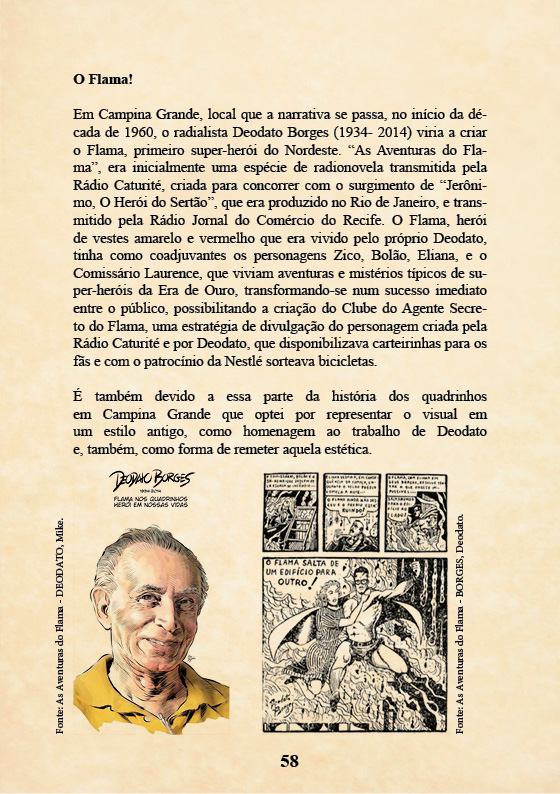 O Flama!
Em Campina Grande, local que a narrativa se passa, no início da dé-
cada de 1960, o radialista Deodato Borges (1934- 2014) viria a criar
o Flama, primeiro super-herói do Nordeste. “As Aventuras do Fla-
ma”, era inicialmente uma espécie de radionovela transmitida pela
Rádio Caturité, criada para concorrer com o surgimento de “Jerôni-
mo, O Herói do Sertão”, que era produzido no Rio de Janeiro, e trans-
mitido pela Rádio Jornal do Comércio do Recife. O Flama, herói
de vestes amarelo e vermelho que era vivido pelo próprio Deodato,
tinha como coadjuvantes os personagens Zico, Bolão, Eliana, e o
Comissário Laurence, que viviam aventuras e mistérios típicos de su-
per-heróis da Era de Ouro, transformando-se num sucesso imediato
entre o público, possibilitando a criação do Clube do Agente Secre-
to do Flama, uma estratégia de divulgação do personagem criada pela
Rádio Caturité e por Deodato, que disponibilizava carteirinhas para os
fãs e com o patrocínio da Nestlé sorteava bicicletas.
É também devido a essa parte da história dos quadrinhos
em Campina Grande que optei por representar o visual em
um estilo antigo, como homenagem ao trabalho de Deodato
e, também, como forma de remeter aquela estética.
Deodato Borges
1934-2014
FLAMA NOS QUADRINHOS
HERÓI EM NOSSAS VIDAS
Fonte: As Aventuras do Flama - DEODATO, Mike.
O FLAMA SALTA DE
UM EDIFÍCIO PARA
OUTRO!
Fonte: As Aventuras do Flama - BORGES, Deodato.
58